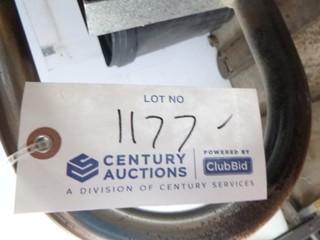 LOT NO
1177
CENTURY
AUCTIONS
POWERED BY
ClubBid
A DIVISION OF CENTURY SERVICES